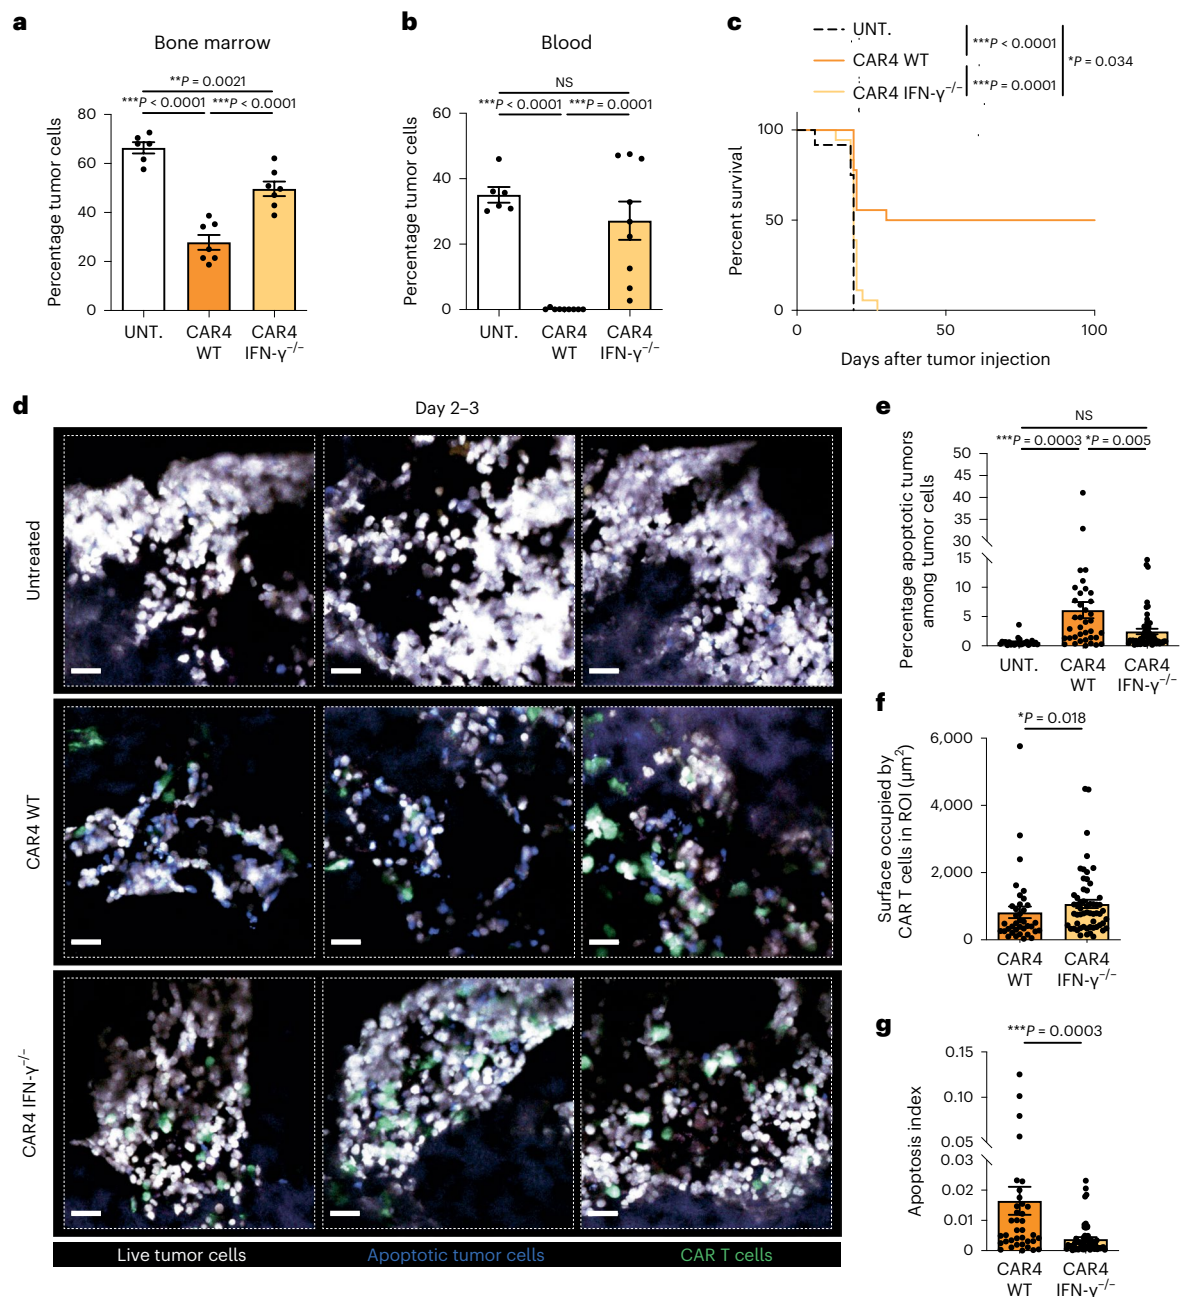 a
Bone marrow
**P = 0.0021
***P < 0.0001 ***P < 0.0001
Percentage tumor cells
80
60
40
20
0
UNT.
CAR4
WT
CAR4
IFN-γ−/−
b
Blood
NS
***P < 0.0001 ***P = 0.0001
Percentage tumor cells
60
40
20
0
UNT.
CAR4
WT
CAR4
IFN-γ−/−
c
UNT.
CAR4 WT
CAR4 IFN-γ−/−
***P < 0.0001
***P = 0.0001
*P = 0.034
Percent survival
100
50
0
0
50
100
Days after tumor injection
d
Day 2–3
Untreated
CAR4 WT
CAR4 IFN-γ−/−
Live tumor cells
Apoptotic tumor cells
CAR T cells
e
NS
***P = 0.0003 *P = 0.005
Percentage apoptotic tumors
among tumor cells
50
45
40
35
30
15
10
5
0
UNT.
CAR4
WT
CAR4
IFN-γ−/−
f
*P = 0.018
Surface occupied by
CAR T cells in ROI (µm2)
6,000
4,000
2,000
0
CAR4
WT
CAR4
IFN-γ−/−
g
***P = 0.0003
Apoptosis index
0.15
0.10
0.05
0.03
0.02
0.01
0
CAR4
WT
CAR4
IFN-γ−/−